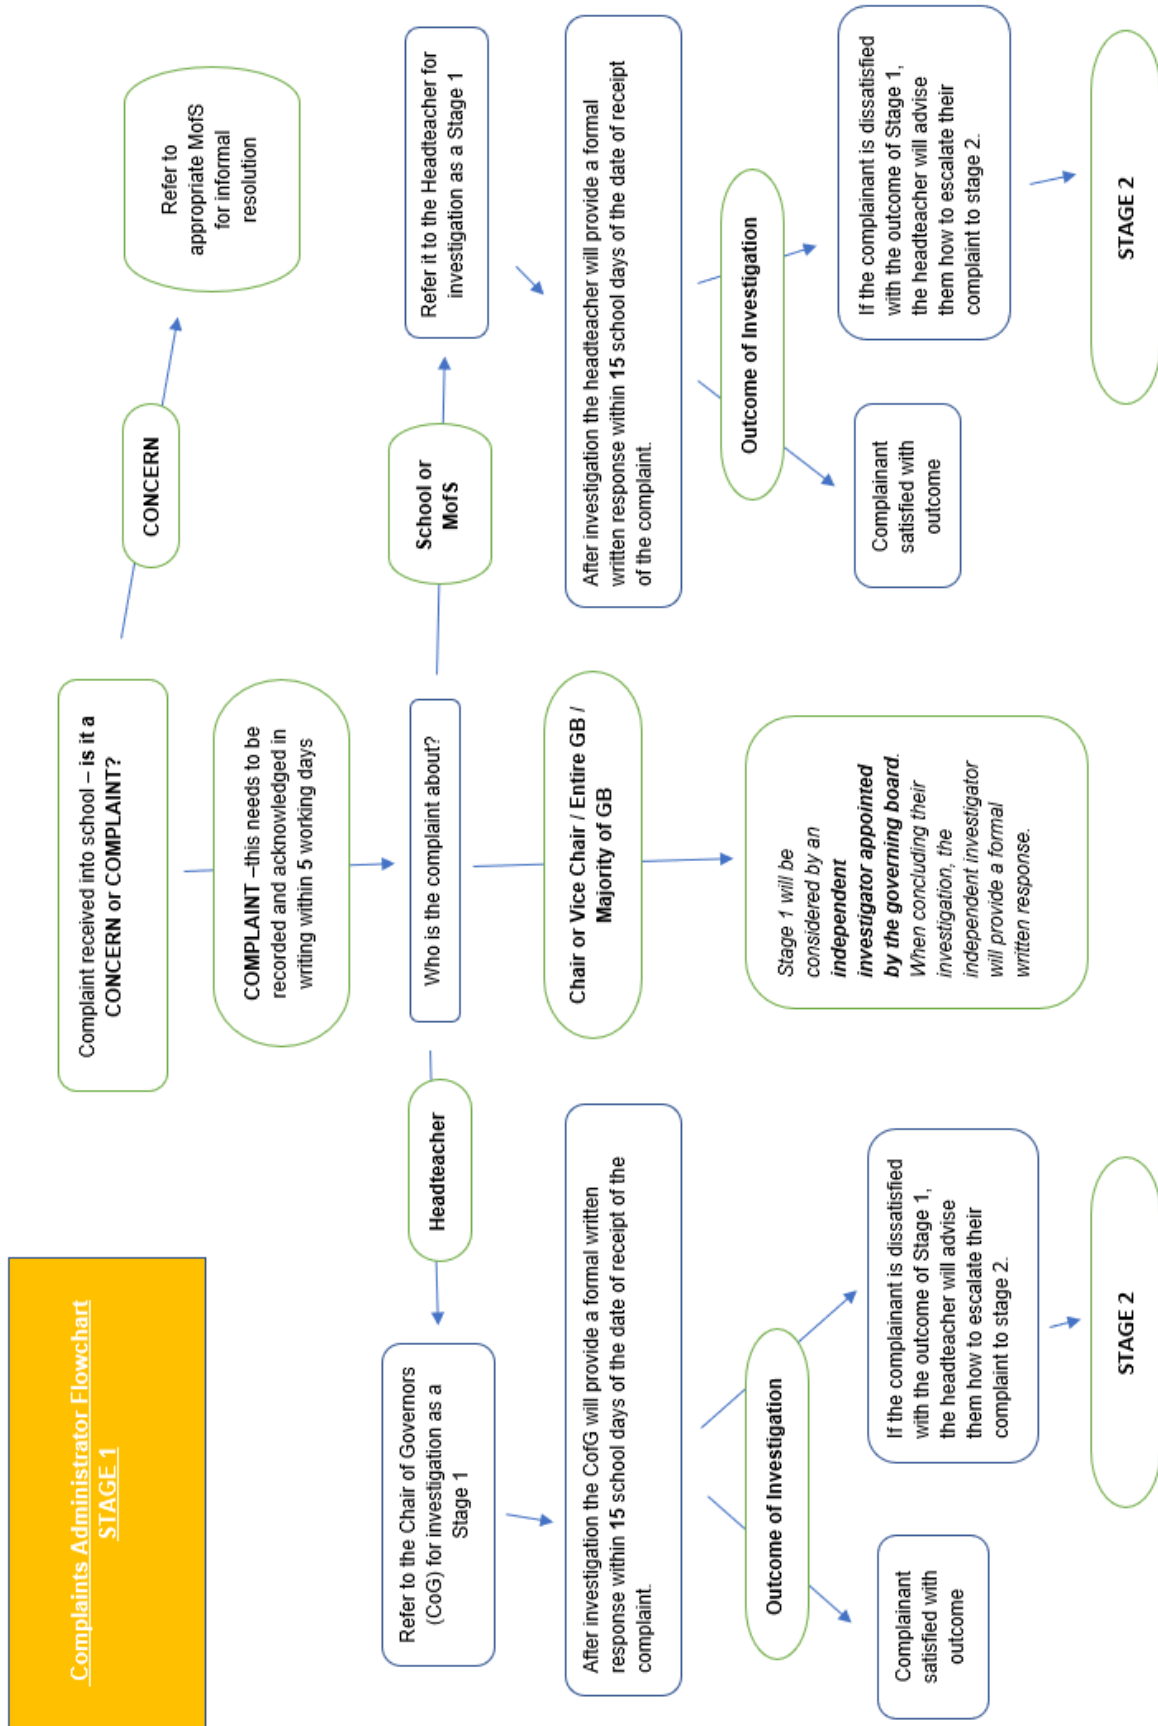 Complaints Administrator Flowchart
STAGE 1
Complaint received into school – is it a
CONCERN or COMPLAINT?
CONCERN
Refer to
appropriate MofS
for informal
resolution
COMPLAINT –this needs to be
recorded and acknowledged in
writing within 5 working days
Who is the complaint about?
Headteacher
Refer to the Chair of Governors
(CoG) for investigation as a
Stage 1
After investigation the CofG will provide a formal written
response within 15 school days of the date of receipt of the
complaint.
Outcome of Investigation
Complainant
satisfied with
outcome
If the complainant is dissatisfied
with the outcome of Stage 1,
the headteacher will advise
them how to escalate their
complaint to stage 2.
STAGE 2
Chair or Vice Chair / Entire GB /
Majority of GB
Stage 1 will be
considered by an
independent
investigator appointed
by the governing board.
When concluding their
investigation, the
independent investigator
will provide a formal
written response.
School or
MofS
Refer it to the Headteacher for
investigation as a Stage 1
After investigation the headteacher will provide a formal
written response within 15 school days of the date of receipt
of the complaint.
Outcome of Investigation
Complainant
satisfied with
outcome
If the complainant is dissatisfied
with the outcome of Stage 1,
the headteacher will advise
them how to escalate their
complaint to stage 2.
STAGE 2